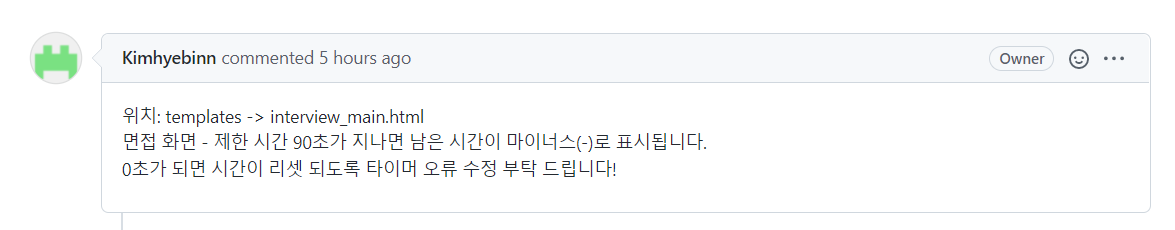 Kimhyebinn commented 5 hours ago Owner
위치: templates -> interview_main.html
면접 화면 - 제한 시간 90초가 지나면 남은 시간이 마이너스(-)로 표시됩니다.
0초가 되면 시간이 리셋 되도록 타이머 오류 수정 부탁 드립니다!